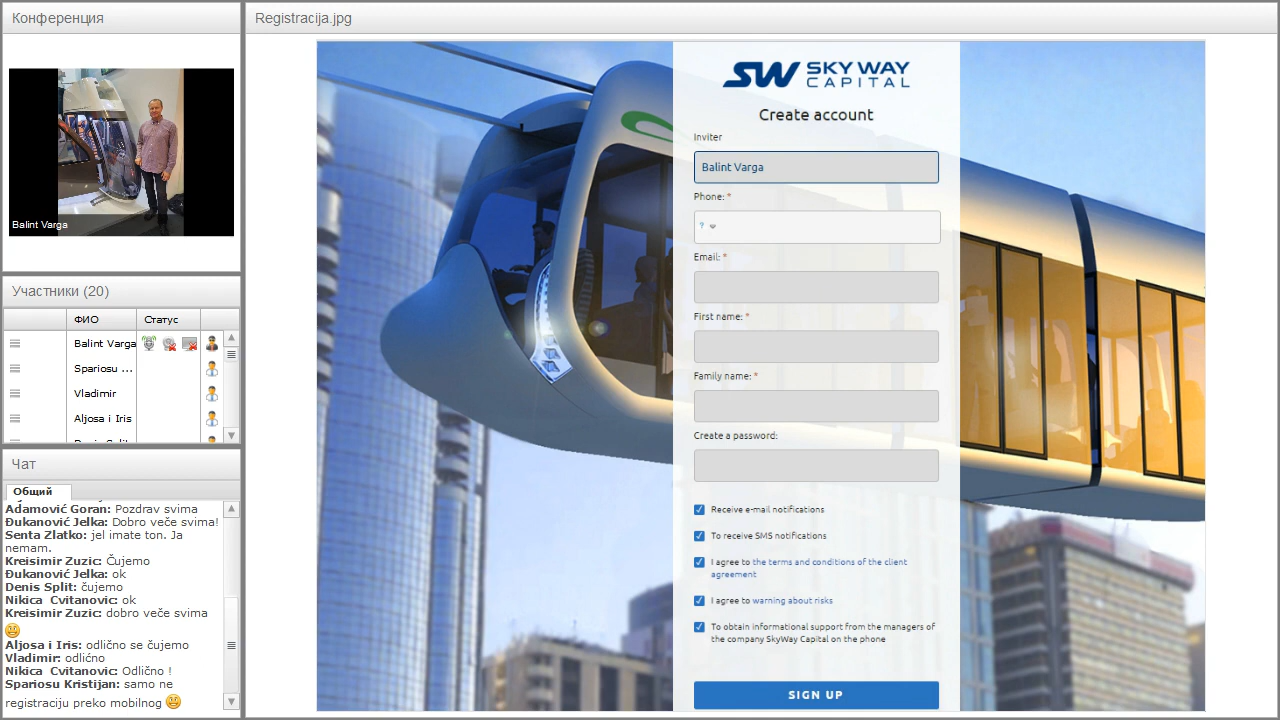 Конференция
Balint Varga
Участники (20)
ФИО Статус
Balint Varga
Spariosu ...
Vladimir
Aljosa i Iris
Чат
Общий
Adamović Goran: Pozdrav svima
Đukanović Jelka: Dobro veče svima!
Senta Zlatko: jel imate ton. Ja
nemam.
Kreisimir Zuzic: Čujemo
Đukanović Jelka: ok
Denis Split: čujemo
Nikica Cvitanovic: ok
Kreisimir Zuzic: dobro veče svima
Aljosa i Iris: odlično se čujemo
Vladimir: odlićno
Nikica Cvitanovic: Odlično !
Spariosu Kristijan: samo ne
registraciju preko mobilnog
Registracija.jpg
SW SKY WAY
CAPITAL
Create account
Inviter
Balint Varga
Phone: *
?
Email: *
First name: *
Family name: *
Create a password:
Receive e-mail notifications
To receive SMS notifications
I agree to the terms and conditions of the client
agreement
I agree to warning about risks
To obtain informational support from the managers of
the company SkyWay Capital on the phone
SIGN UP